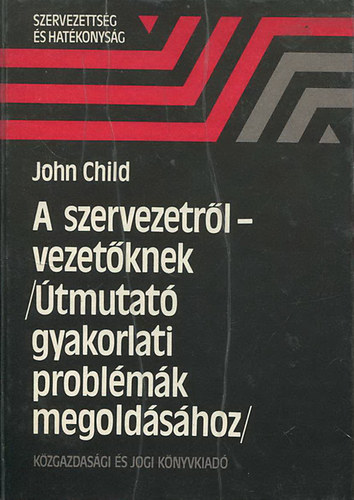 SZERVEZETTSÉG
ÉS HATÉKONYSÁG
John Child
A szervezetről –
vezetőknek
/Útmutató
gyakorlati
problémák
megoldásához/
KÖZGAZDASÁGI ÉS JOGI KÖNYVKIADÓ